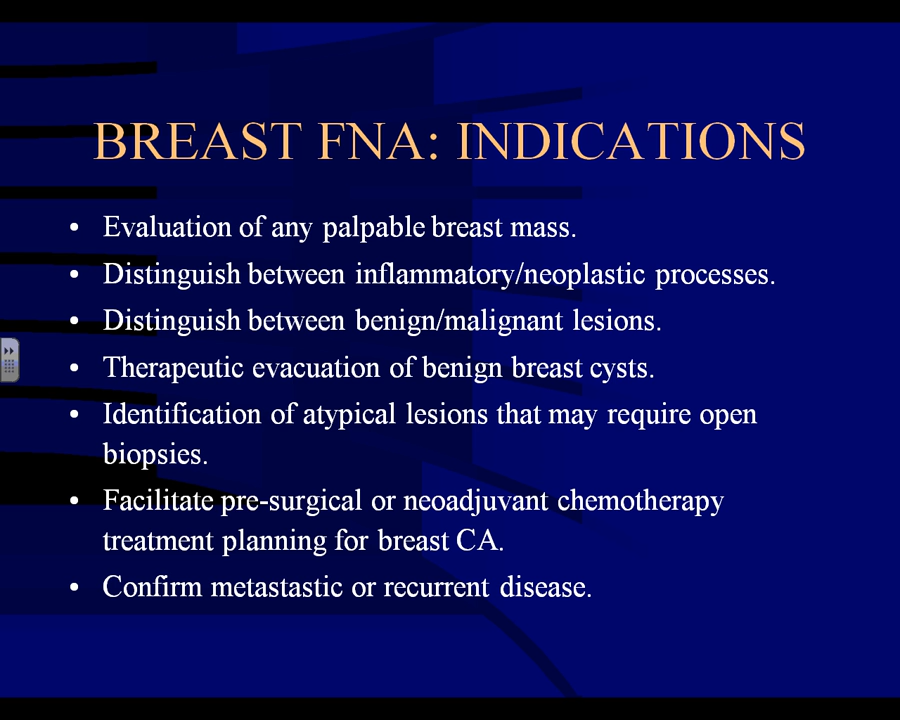 BREAST FNA: INDICATIONS
• Evaluation of any palpable breast mass.
• Distinguish between inflammatory/neoplastic processes.
• Distinguish between benign/malignant lesions.
• Therapeutic evacuation of benign breast cysts.
• Identification of atypical lesions that may require open
biopsies.
• Facilitate pre-surgical or neoadjuvant chemotherapy
treatment planning for breast CA.
• Confirm metastastic or recurrent disease.